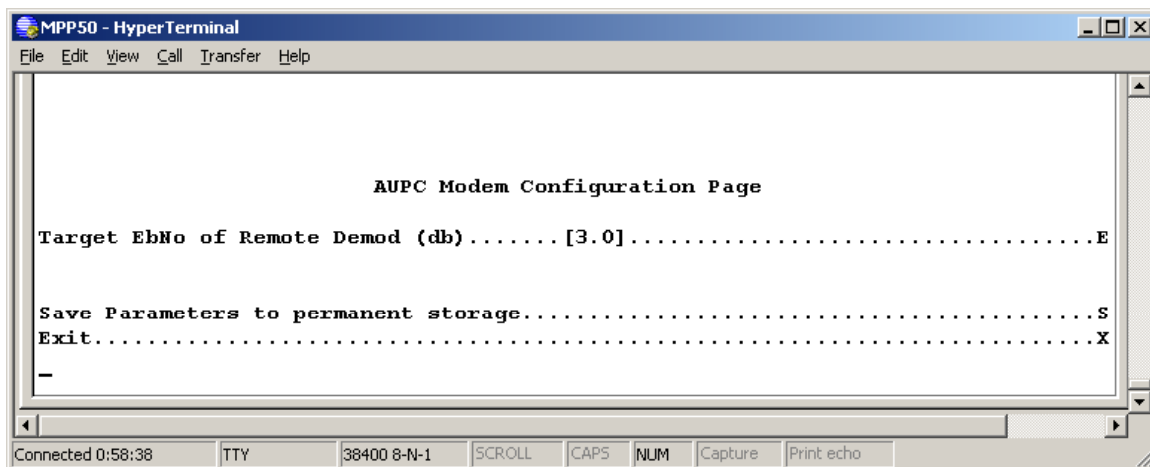 MPP50 - HyperTerminal
File Edit View Call Transfer Help
AUPC Modem Configuration Page
Target EbNo of Remote Demod (db).......[3.0]...................................E
Save Parameters to permanent storage...........................................S
Exit...........................................................................X
Connected 0:58:38 TTY 38400 8-N-1 SCROLL CAPS NUM Capture Print echo